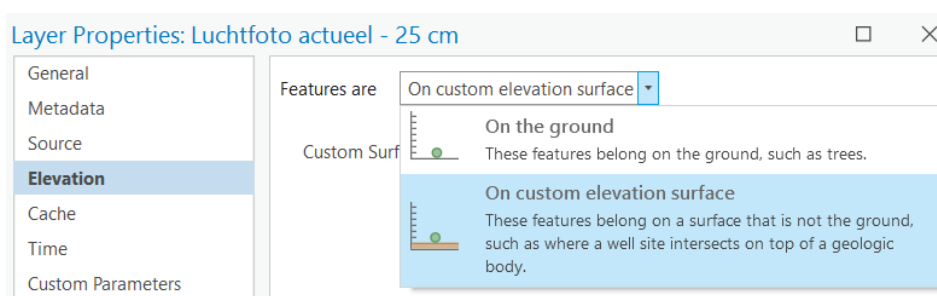 Layer Properties: Luchtfoto actueel - 25 cm
General
Metadata
Source
Elevation
Cache
Time
Custom Parameters
Features are
On custom elevation surface
Custom Surf
On the ground
These features belong on the ground, such as trees.
On custom elevation surface
These features belong on a surface that is not the ground,
such as where a well site intersects on top of a geologic
body.